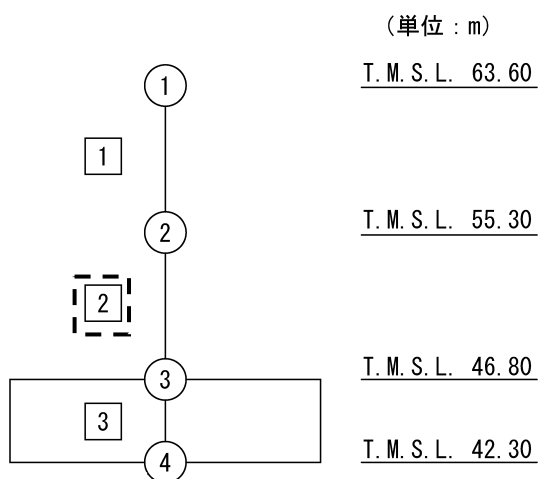 (単位：m)
① T.M.S.L. 63.60
1
② T.M.S.L. 55.30
2
③ T.M.S.L. 46.80
3
④ T.M.S.L. 42.30